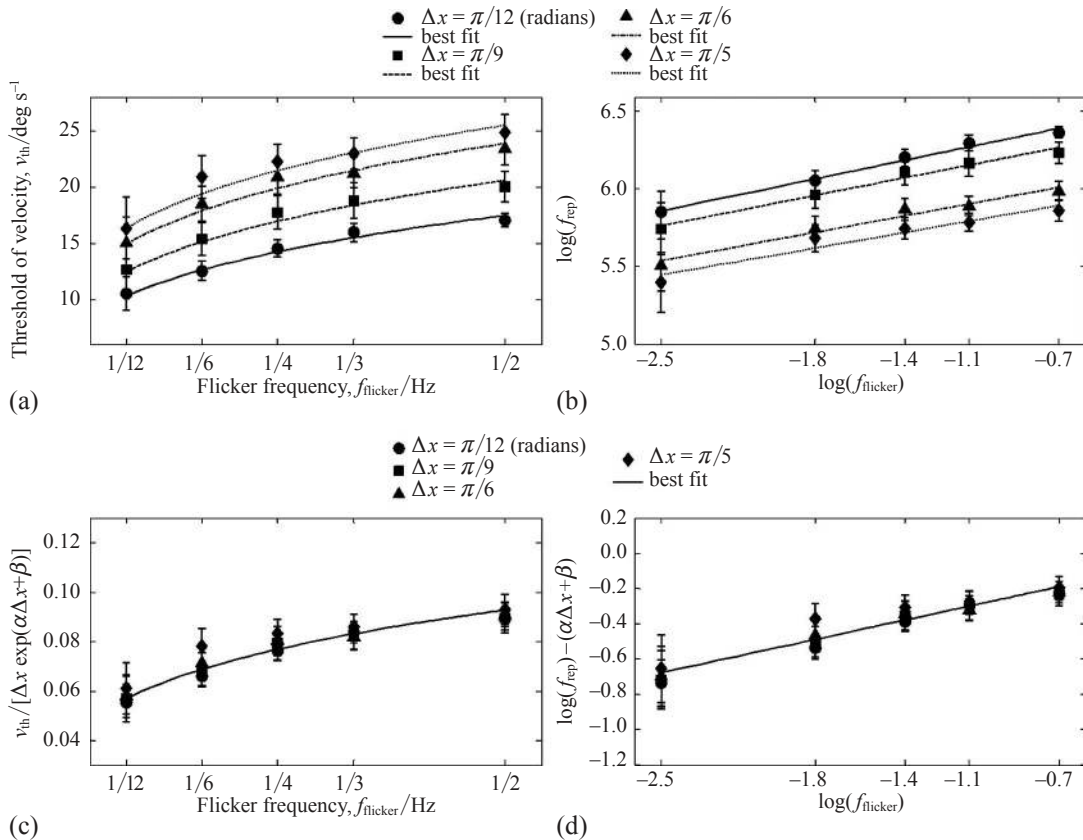 Δx = π/12 (radians)
best fit
Δx = π/9
best fit
Δx = π/6
best fit
Δx = π/5
best fit
Threshold of velocity, v_th/deg s⁻¹
25
20
15
10
1/12 1/6 1/4 1/3 1/2
Flicker frequency, f_flicker/Hz
(a)
log(f_rep)
6.5
6.0
5.5
5.0
−2.5 −1.8 −1.4 −1.1 −0.7
log(f_flicker)
(b)
Δx = π/12 (radians)
Δx = π/9
Δx = π/6
Δx = π/5
best fit
v_th/[Δx exp(αΔx+β)]
0.12
0.10
0.08
0.06
0.04
1/12 1/6 1/4 1/3 1/2
Flicker frequency, f_flicker/Hz
(c)
log(f_rep)−(αΔx+β)
0.2
0.0
−0.2
−0.4
−0.6
−0.8
−1.2
−2.5 −1.8 −1.4 −1.1 −0.7
log(f_flicker)
(d)